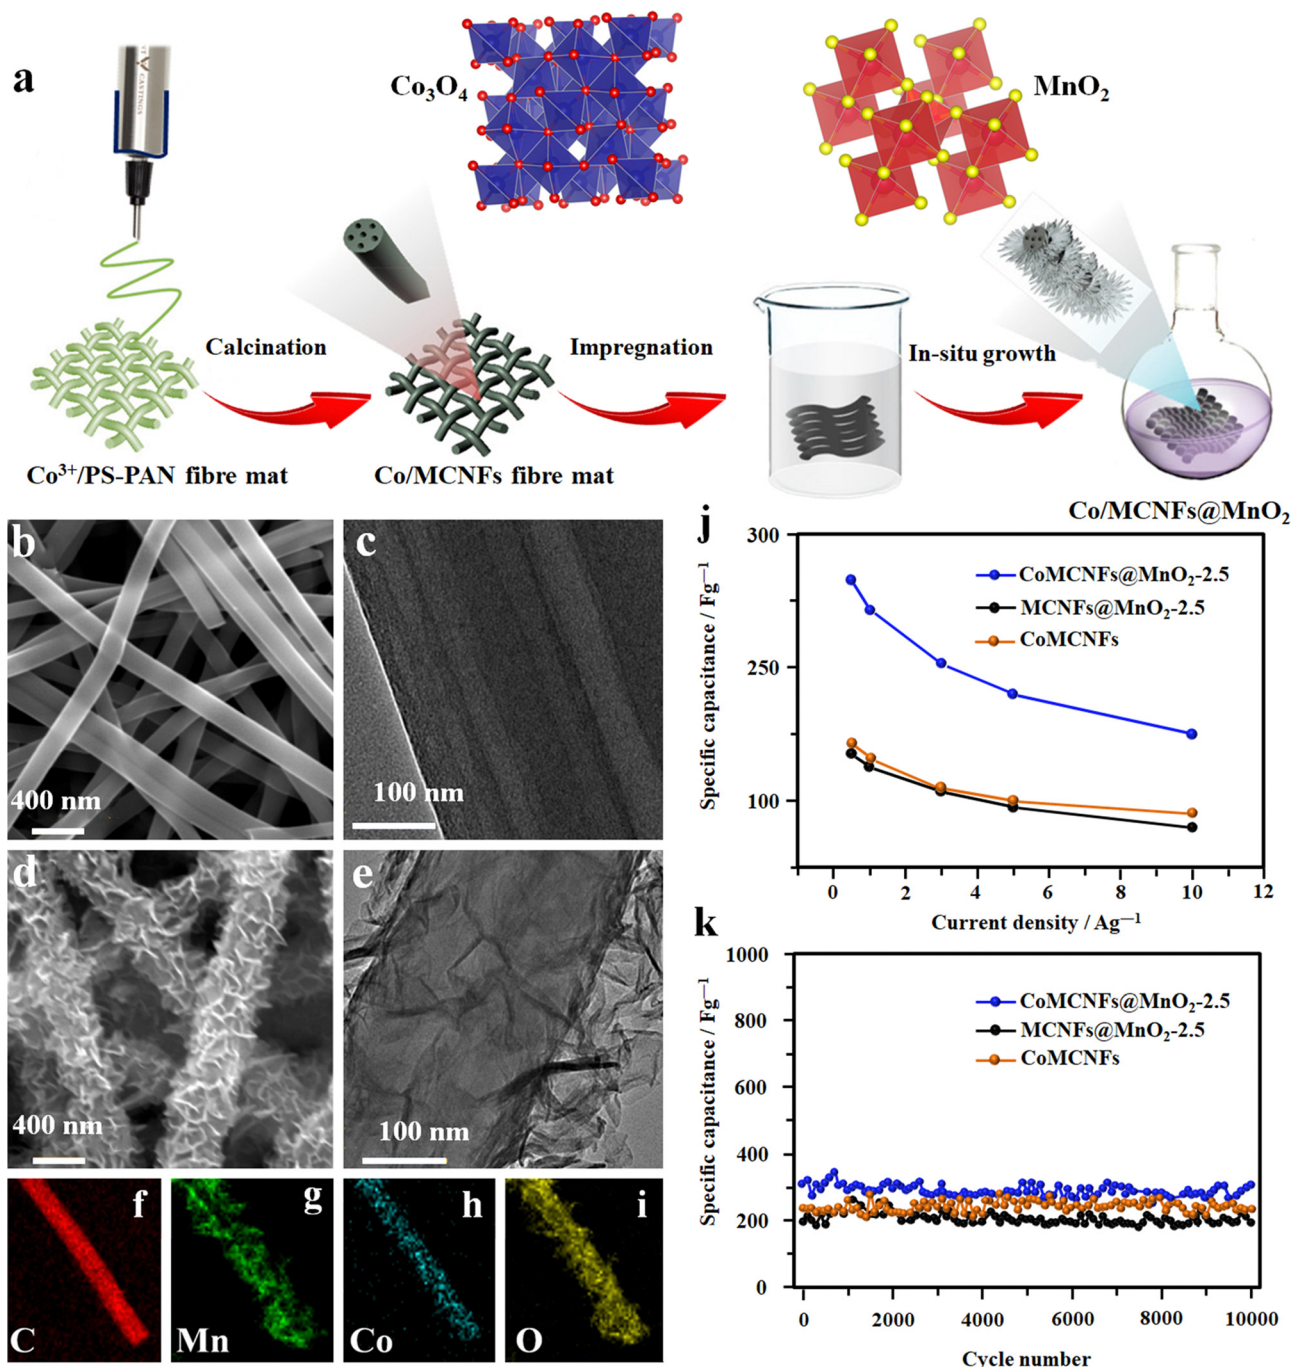 a
Co₃O₄
MnO₂
CASTINGS
Calcination
Impregnation
In-situ growth
Co³⁺/PS-PAN fibre mat
Co/MCNFs fibre mat
Co/MCNFs@MnO₂
b
400 nm
c
100 nm
d
400 nm
e
100 nm
f
C
g
Mn
h
Co
i
O
j
300
250
100
Specific capacitance / Fg⁻¹
CoMCNFs@MnO₂-2.5
MCNFs@MnO₂-2.5
CoMCNFs
0 2 4 6 8 10 12
Current density / Ag⁻¹
k
1000
800
600
400
200
0
Specific capacitance / Fg⁻¹
CoMCNFs@MnO₂-2.5
MCNFs@MnO₂-2.5
CoMCNFs
0 2000 4000 6000 8000 10000
Cycle number